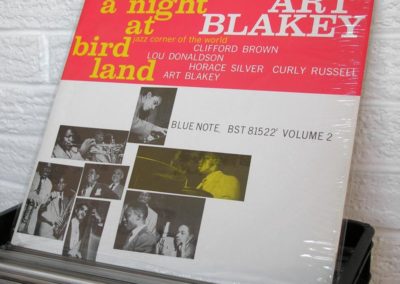 a night ART
at BLAKEY
jazz corner of the world
bird CLIFFORD BROWN
LOU DONALDSON
land HORACE SILVER CURLY RUSSELL
ART BLAKEY
BLUE NOTE BST 81522 VOLUME 2